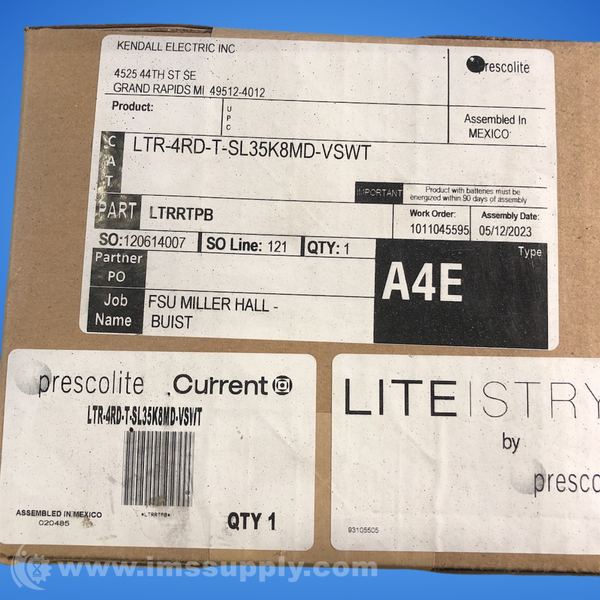 KENDALL ELECTRIC INC
4525 44TH ST SE
GRAND RAPIDS MI 49512-4012
prescolite
Product:
U
P
C
Assembled In
MEXICO
C
A
T
LTR-4RD-T-SL35K8MD-VSWT
IMPORTANT
Product with batteries must be
energized within 90 days of assembly
PART
LTRRTPB
Work Order:
1011045595
Assembly Date:
05/12/2023
SO:120614007
SO Line: 121
QTY: 1
Partner
PO
A4E
Type
Job
Name
FSU MILLER HALL -
BUIST
prescolite Current
LTR-4RD-T-SL35K8MD-VSWT
*LTRRTPB*
ASSEMBLED IN MEXICO
020485
QTY 1
LITEISTRY
by
presco
93105505
www.imssupply.com